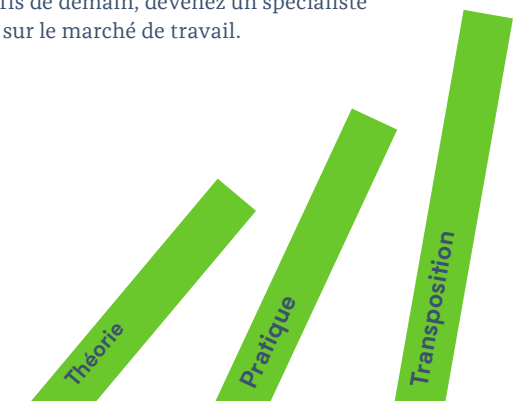 de demain, devenez un spécialiste
sur le marché de travail.
Théorie
Pratique
Transposition